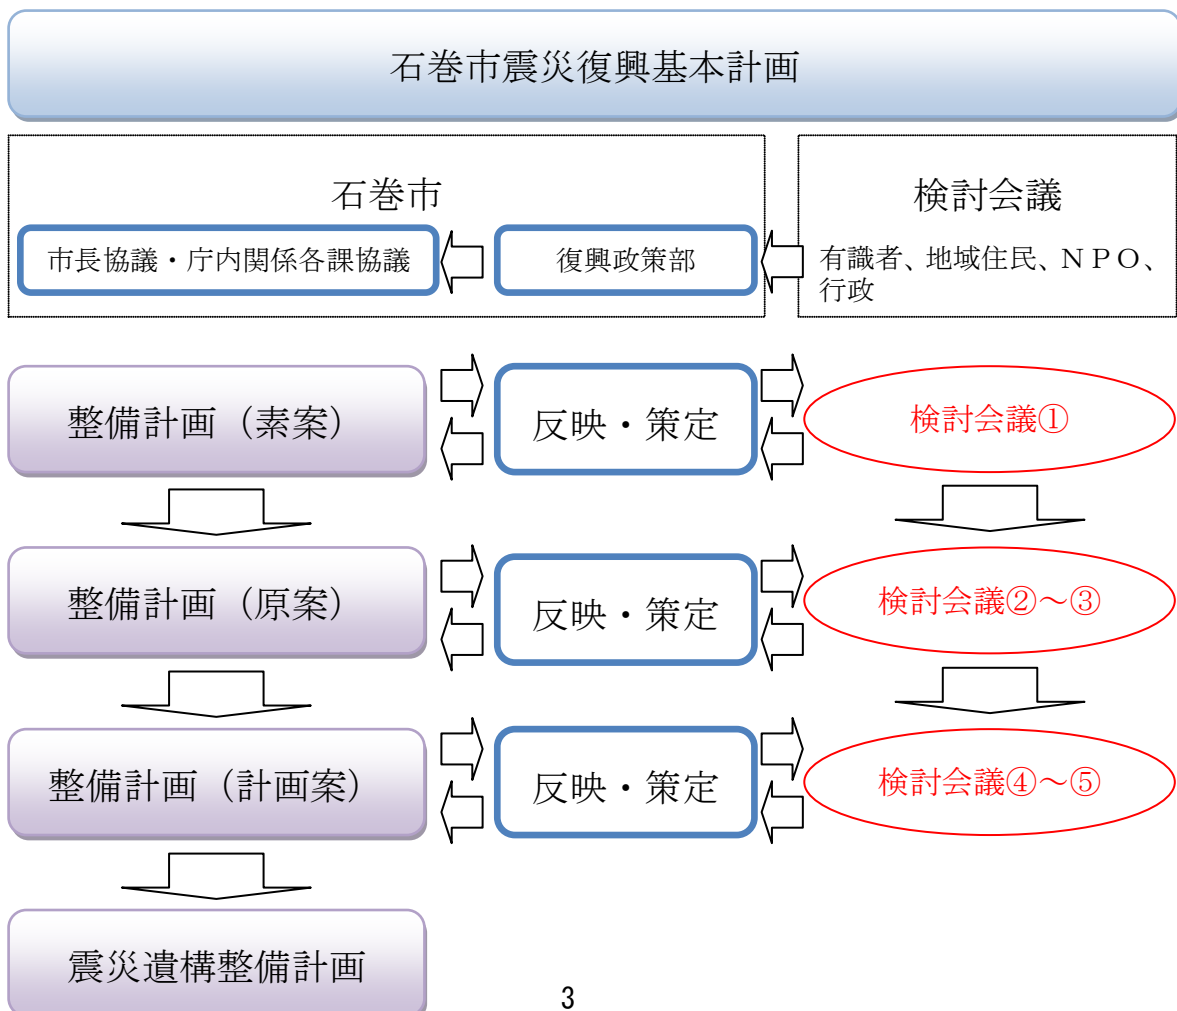 石巻市震災復興基本計画
石巻市
検討会議
市長協議・庁内関係各課協議
復興政策部
有識者、地域住民、ＮＰＯ、
行政
整備計画（素案）
反映・策定
検討会議①
整備計画（原案）
反映・策定
検討会議②～③
整備計画（計画案）
反映・策定
検討会議④～⑤
震災遺構整備計画
3